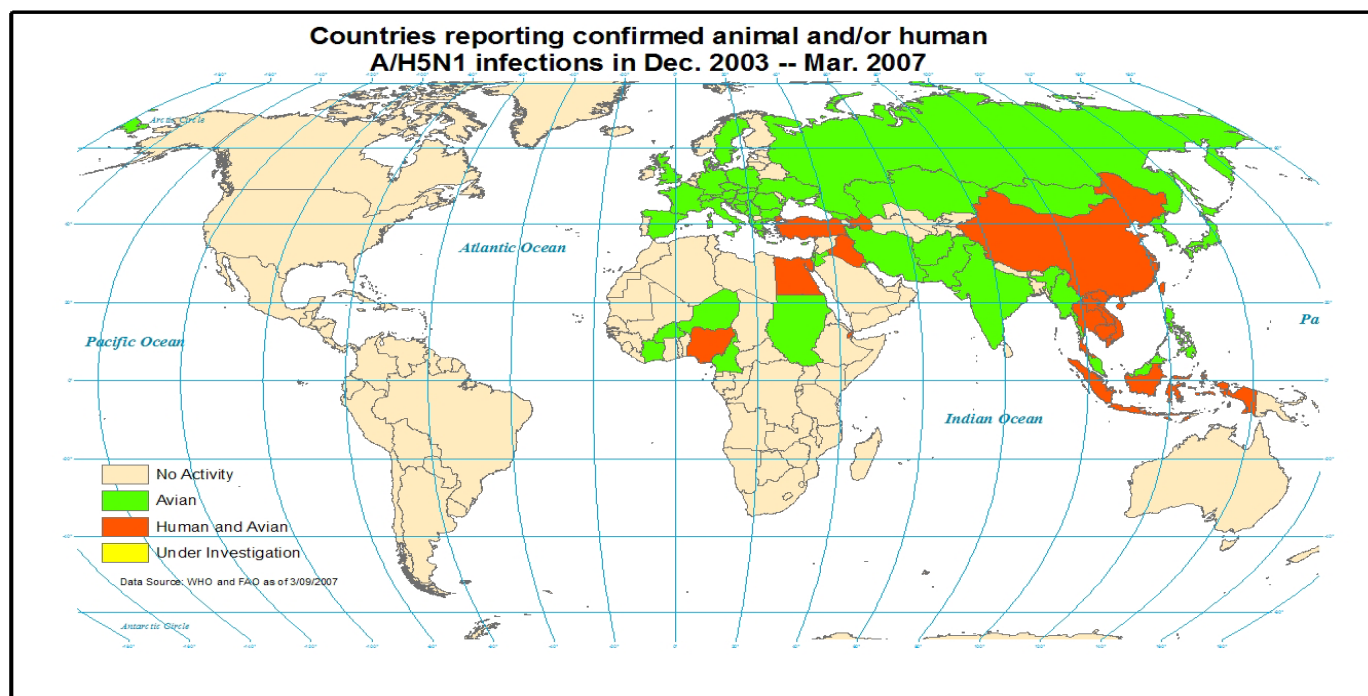 Countries reporting confirmed animal and/or human
A/H5N1 infections in Dec. 2003 -- Mar. 2007
Arctic Circle
Atlantic Ocean
Pacific Ocean
Pa
Indian Ocean
No Activity
Avian
Human and Avian
Under Investigation
Data Source: WHO and FAO as of 3/09/2007
Antarctic Circle